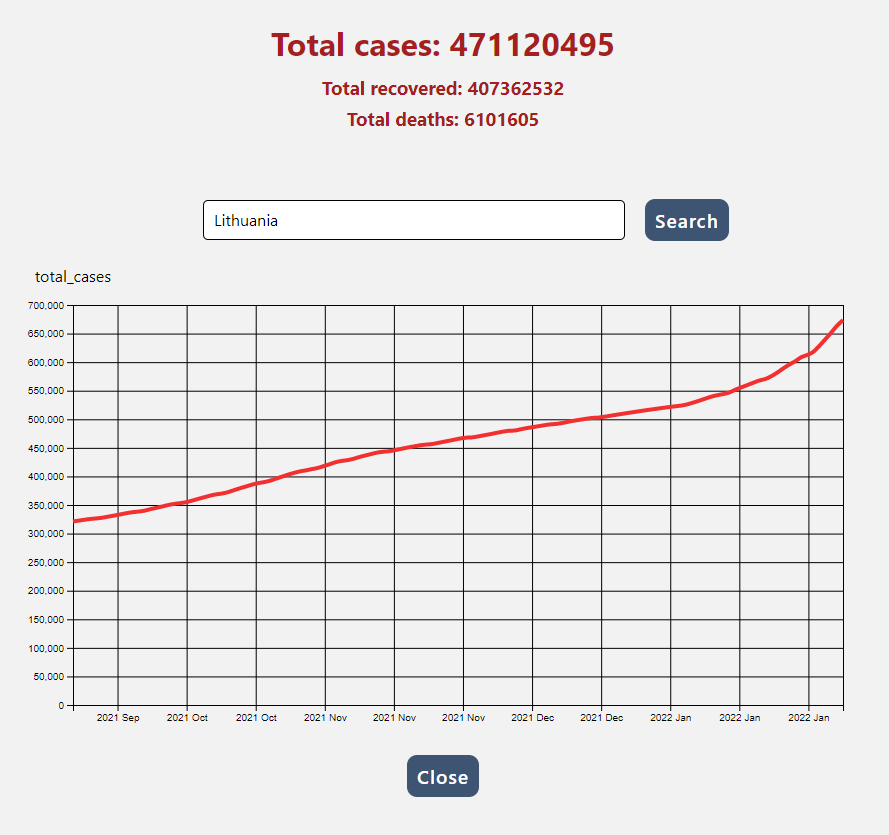 Total cases: 471120495
Total recovered: 407362532
Total deaths: 6101605
Lithuania
Search
total_cases
700,000
650,000
600,000
550,000
500,000
450,000
400,000
350,000
300,000
250,000
200,000
150,000
100,000
50,000
0
2021 Sep 2021 Oct 2021 Oct 2021 Nov 2021 Nov 2021 Nov 2021 Dec 2021 Dec 2022 Jan 2022 Jan 2022 Jan
Close